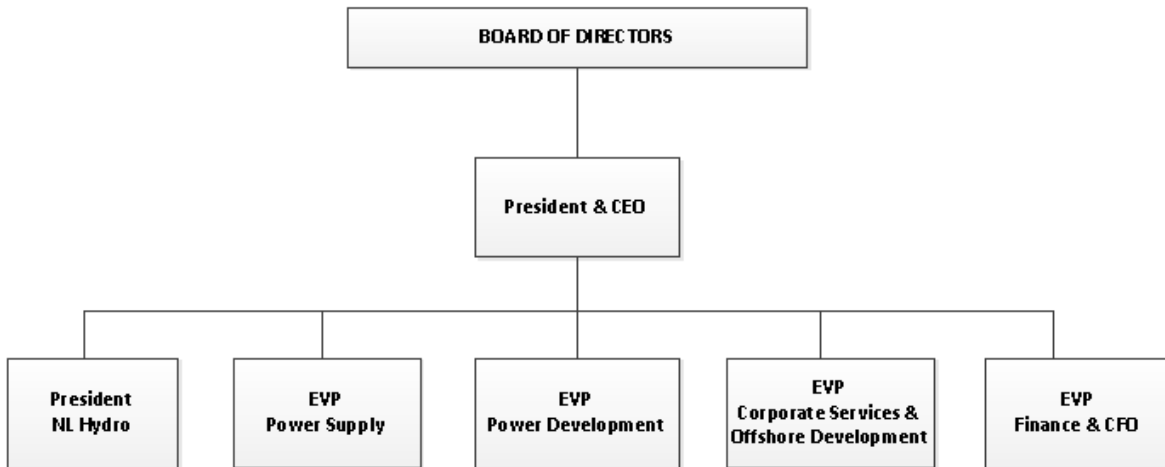 BOARD OF DIRECTORS
President & CEO
President
NL Hydro
EVP
Power Supply
EVP
Power Development
EVP
Corporate Services &
Offshore Development
EVP
Finance & CFO